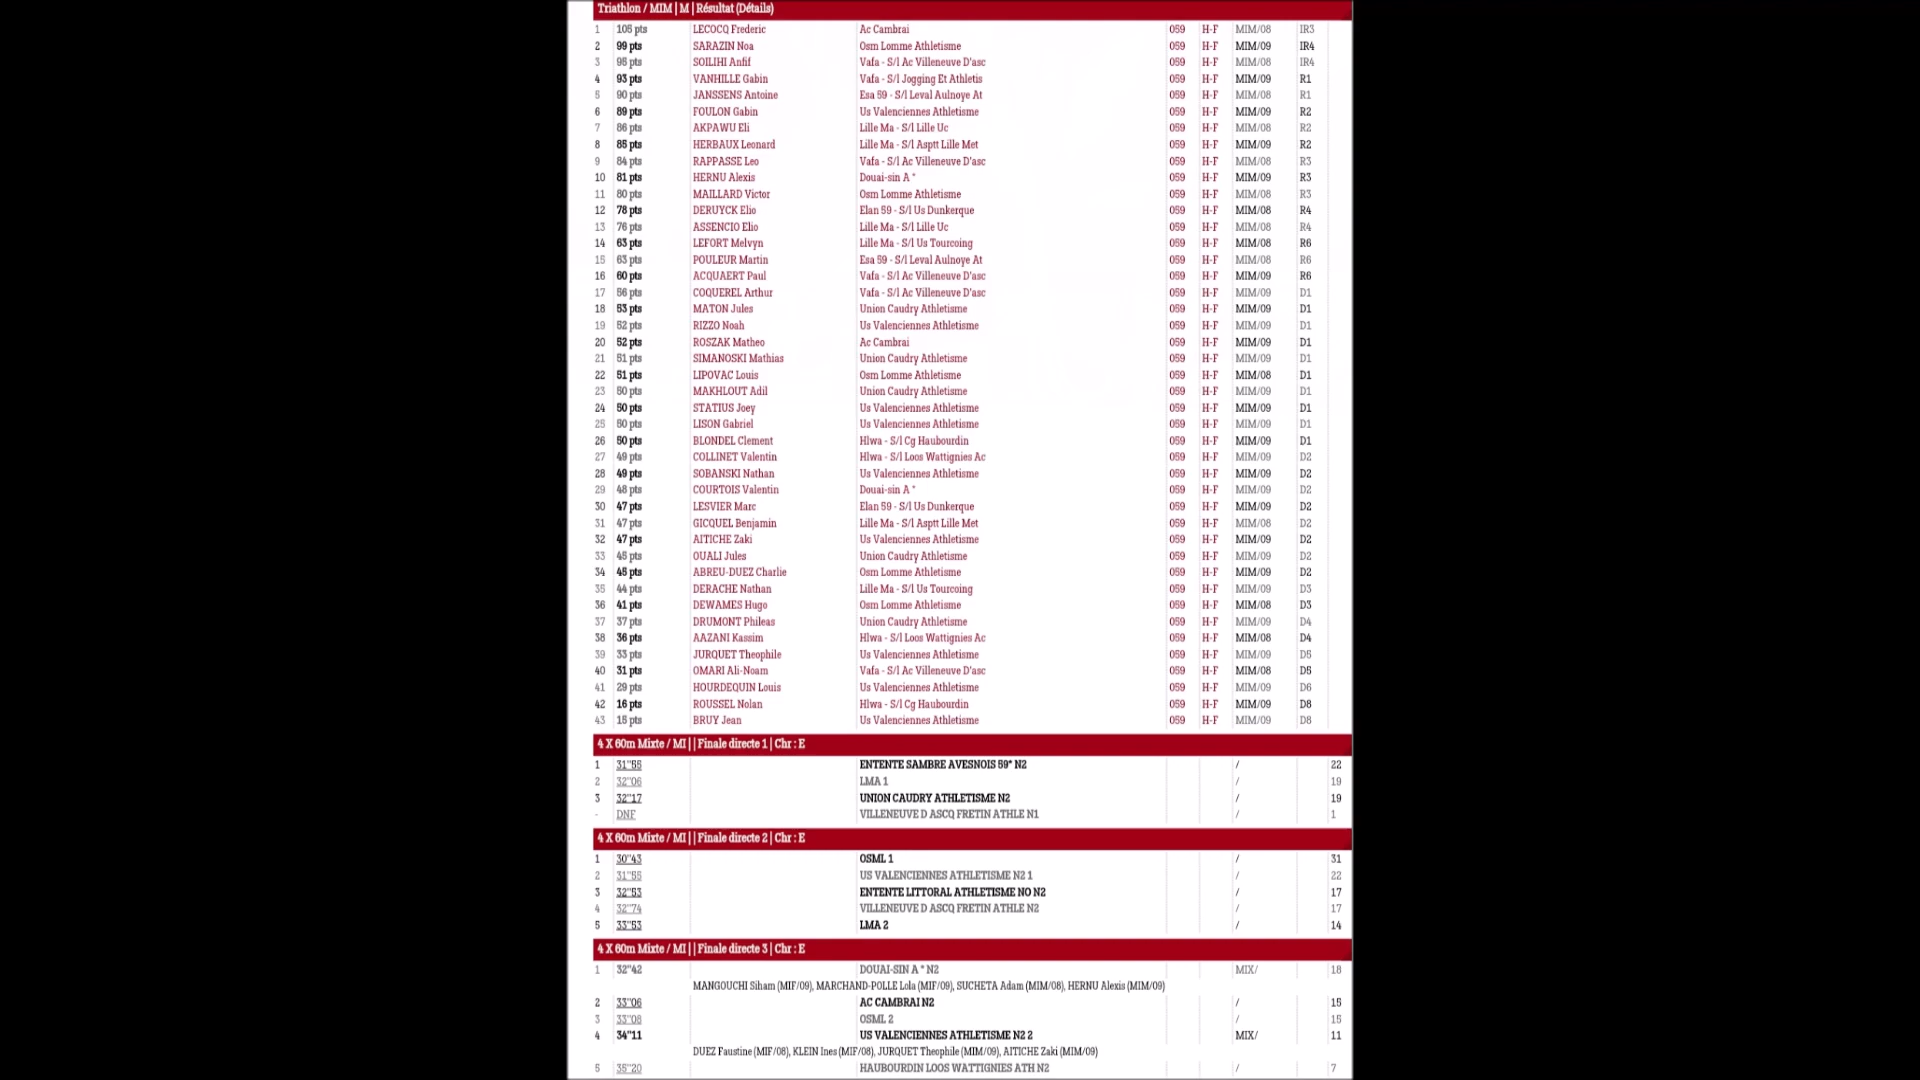 Triathlon / MIM | M | Résultat (Détails)
1 105 pts LECOCQ Frederic Ac Cambrai 059 H-F MIM/08 IR3
2 99 pts SARAZIN Noa Osm Lomme Athletisme 059 H-F MIM/09 IR4
3 95 pts SOILIHI Anfif Vafa - S/l Ac Villeneuve D'asc 059 H-F MIM/08 IR4
4 93 pts VANHILLE Gabin Vafa - S/l Jogging Et Athletis 059 H-F MIM/09 R1
5 90 pts JANSSENS Antoine Esa 59 - S/l Leval Aulnoye At 059 H-F MIM/08 R1
6 89 pts FOULON Gabin Us Valenciennes Athletisme 059 H-F MIM/09 R2
7 86 pts AKPAWU Eli Lille Ma - S/l Lille Uc 059 H-F MIM/08 R2
8 85 pts HERBAUX Leonard Lille Ma - S/l Asptt Lille Met 059 H-F MIM/09 R2
9 84 pts RAPPASSE Leo Vafa - S/l Ac Villeneuve D'asc 059 H-F MIM/08 R3
10 81 pts HERNU Alexis Douai-sin A * 059 H-F MIM/09 R3
11 80 pts MAILLARD Victor Osm Lomme Athletisme 059 H-F MIM/08 R3
12 78 pts DERUYCK Elio Elan 59 - S/l Us Dunkerque 059 H-F MIM/08 R4
13 76 pts ASSENCIO Elio Lille Ma - S/l Lille Uc 059 H-F MIM/08 R4
14 63 pts LEFORT Melvyn Lille Ma - S/l Us Tourcoing 059 H-F MIM/08 R6
15 63 pts POULEUR Martin Esa 59 - S/l Leval Aulnoye At 059 H-F MIM/08 R6
16 60 pts ACQUAERT Paul Vafa - S/l Ac Villeneuve D'asc 059 H-F MIM/09 R6
17 56 pts COQUEREL Arthur Vafa - S/l Ac Villeneuve D'asc 059 H-F MIM/09 D1
18 53 pts MATON Jules Union Caudry Athletisme 059 H-F MIM/09 D1
19 52 pts RIZZO Noah Us Valenciennes Athletisme 059 H-F MIM/09 D1
20 52 pts ROSZAK Matheo Ac Cambrai 059 H-F MIM/09 D1
21 51 pts SIMANOSKI Mathias Union Caudry Athletisme 059 H-F MIM/09 D1
22 51 pts LIPOVAC Louis Osm Lomme Athletisme 059 H-F MIM/08 D1
23 50 pts MAKHLOUT Adil Union Caudry Athletisme 059 H-F MIM/09 D1
24 50 pts STATIUS Joey Us Valenciennes Athletisme 059 H-F MIM/09 D1
25 50 pts LISON Gabriel Us Valenciennes Athletisme 059 H-F MIM/09 D1
26 50 pts BLONDEL Clement Hlwa - S/l Cg Haubourdin 059 H-F MIM/09 D1
27 49 pts COLLINET Valentin Hlwa - S/l Loos Wattignies Ac 059 H-F MIM/09 D2
28 49 pts SOBANSKI Nathan Us Valenciennes Athletisme 059 H-F MIM/09 D2
29 48 pts COURTOIS Valentin Douai-sin A * 059 H-F MIM/09 D2
30 47 pts LESVIER Marc Elan 59 - S/l Us Dunkerque 059 H-F MIM/09 D2
31 47 pts GICQUEL Benjamin Lille Ma - S/l Asptt Lille Met 059 H-F MIM/08 D2
32 47 pts AITICHE Zaki Us Valenciennes Athletisme 059 H-F MIM/09 D2
33 45 pts OUALI Jules Union Caudry Athletisme 059 H-F MIM/09 D2
34 45 pts ABREU-DUEZ Charlie Osm Lomme Athletisme 059 H-F MIM/09 D2
35 44 pts DERACHE Nathan Lille Ma - S/l Us Tourcoing 059 H-F MIM/09 D3
36 41 pts DEWAMES Hugo Osm Lomme Athletisme 059 H-F MIM/08 D3
37 37 pts DRUMONT Phileas Union Caudry Athletisme 059 H-F MIM/09 D4
38 36 pts AAZANI Kassim Hlwa - S/l Loos Wattignies Ac 059 H-F MIM/08 D4
39 33 pts JURQUET Theophile Us Valenciennes Athletisme 059 H-F MIM/09 D5
40 31 pts OMARI Ali-Noam Vafa - S/l Ac Villeneuve D'asc 059 H-F MIM/08 D5
41 29 pts HOURDEQUIN Louis Us Valenciennes Athletisme 059 H-F MIM/09 D6
42 16 pts ROUSSEL Nolan Hlwa - S/l Cg Haubourdin 059 H-F MIM/09 D8
43 15 pts BRUY Jean Us Valenciennes Athletisme 059 H-F MIM/09 D8
4 X 60m Mixte / MI | | Finale directe 1 | Chr : E
1 31''55 ENTENTE SAMBRE AVESNOIS 59* N2 / 22
2 32''06 LMA 1 / 19
3 32''17 UNION CAUDRY ATHLETISME N2 / 19
- DNF VILLENEUVE D ASCQ FRETIN ATHLE N1 / 1
4 X 60m Mixte / MI | | Finale directe 2 | Chr : E
1 30''43 OSML 1 / 31
2 31''55 US VALENCIENNES ATHLETISME N2 1 / 22
3 32''53 ENTENTE LITTORAL ATHLETISME NO N2 / 17
4 32''74 VILLENEUVE D ASCQ FRETIN ATHLE N2 / 17
5 33''53 LMA 2 / 14
4 X 60m Mixte / MI | | Finale directe 3 | Chr : E
1 32''42 DOUAI-SIN A * N2 MIX/ 18
MANGOUCHI Siham (MIF/09), MARCHAND-POLLE Lola (MIF/09), SUCHETA Adam (MIM/08), HERNU Alexis (MIM/09)
2 33''06 AC CAMBRAI N2 / 15
3 33''08 OSML 2 / 15
4 34''11 US VALENCIENNES ATHLETISME N2 2 MIX/ 11
DUEZ Faustine (MIF/08), KLEIN Ines (MIF/08), JURQUET Theophile (MIM/09), AITICHE Zaki (MIM/09)
5 35''20 HAUBOURDIN LOOS WATTIGNIES ATH N2 / 7